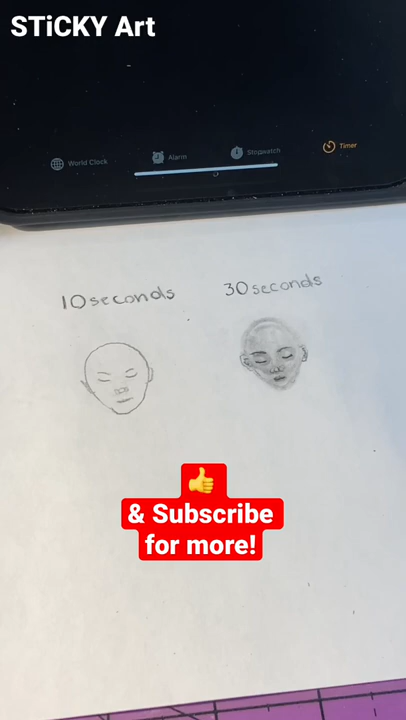 STiCKY Art
World Clock
Alarm
Stopwatch
Timer
10 seconds
30 seconds
👍
& Subscribe
for more!